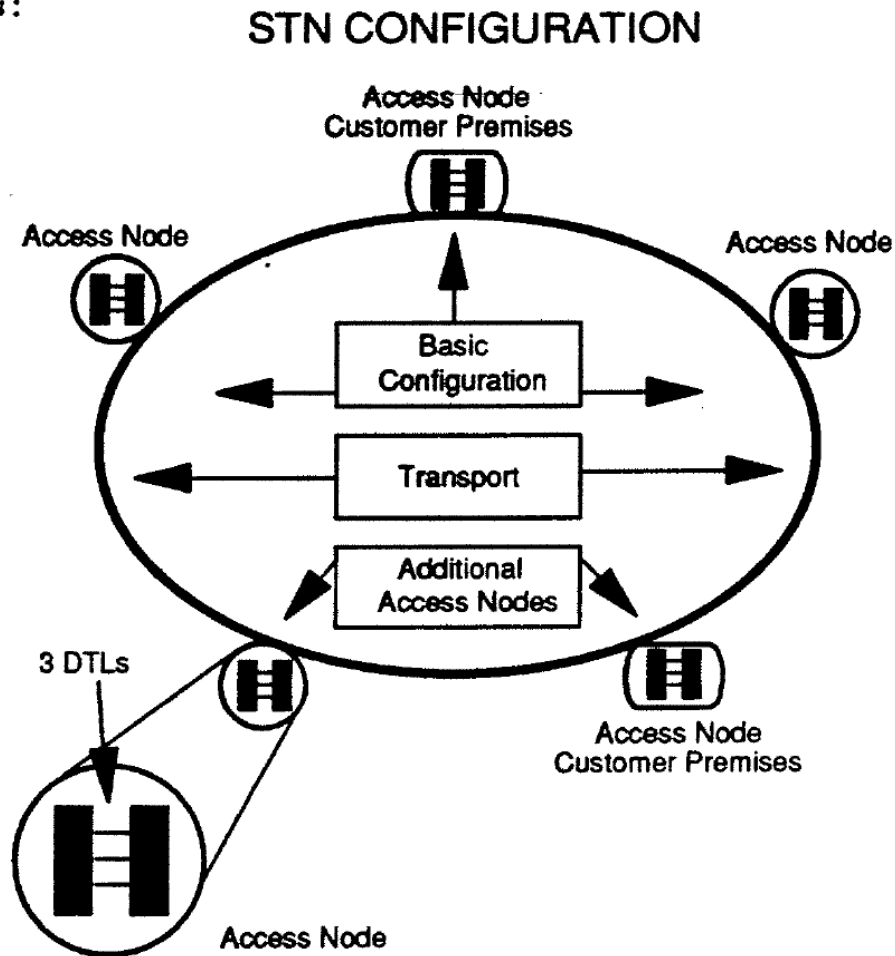 STN CONFIGURATION
Access Node
Customer Premises
Access Node
Access Node
Basic
Configuration
Transport
Additional
Access Nodes
3 DTLs
Access Node
Customer Premises
Access Node